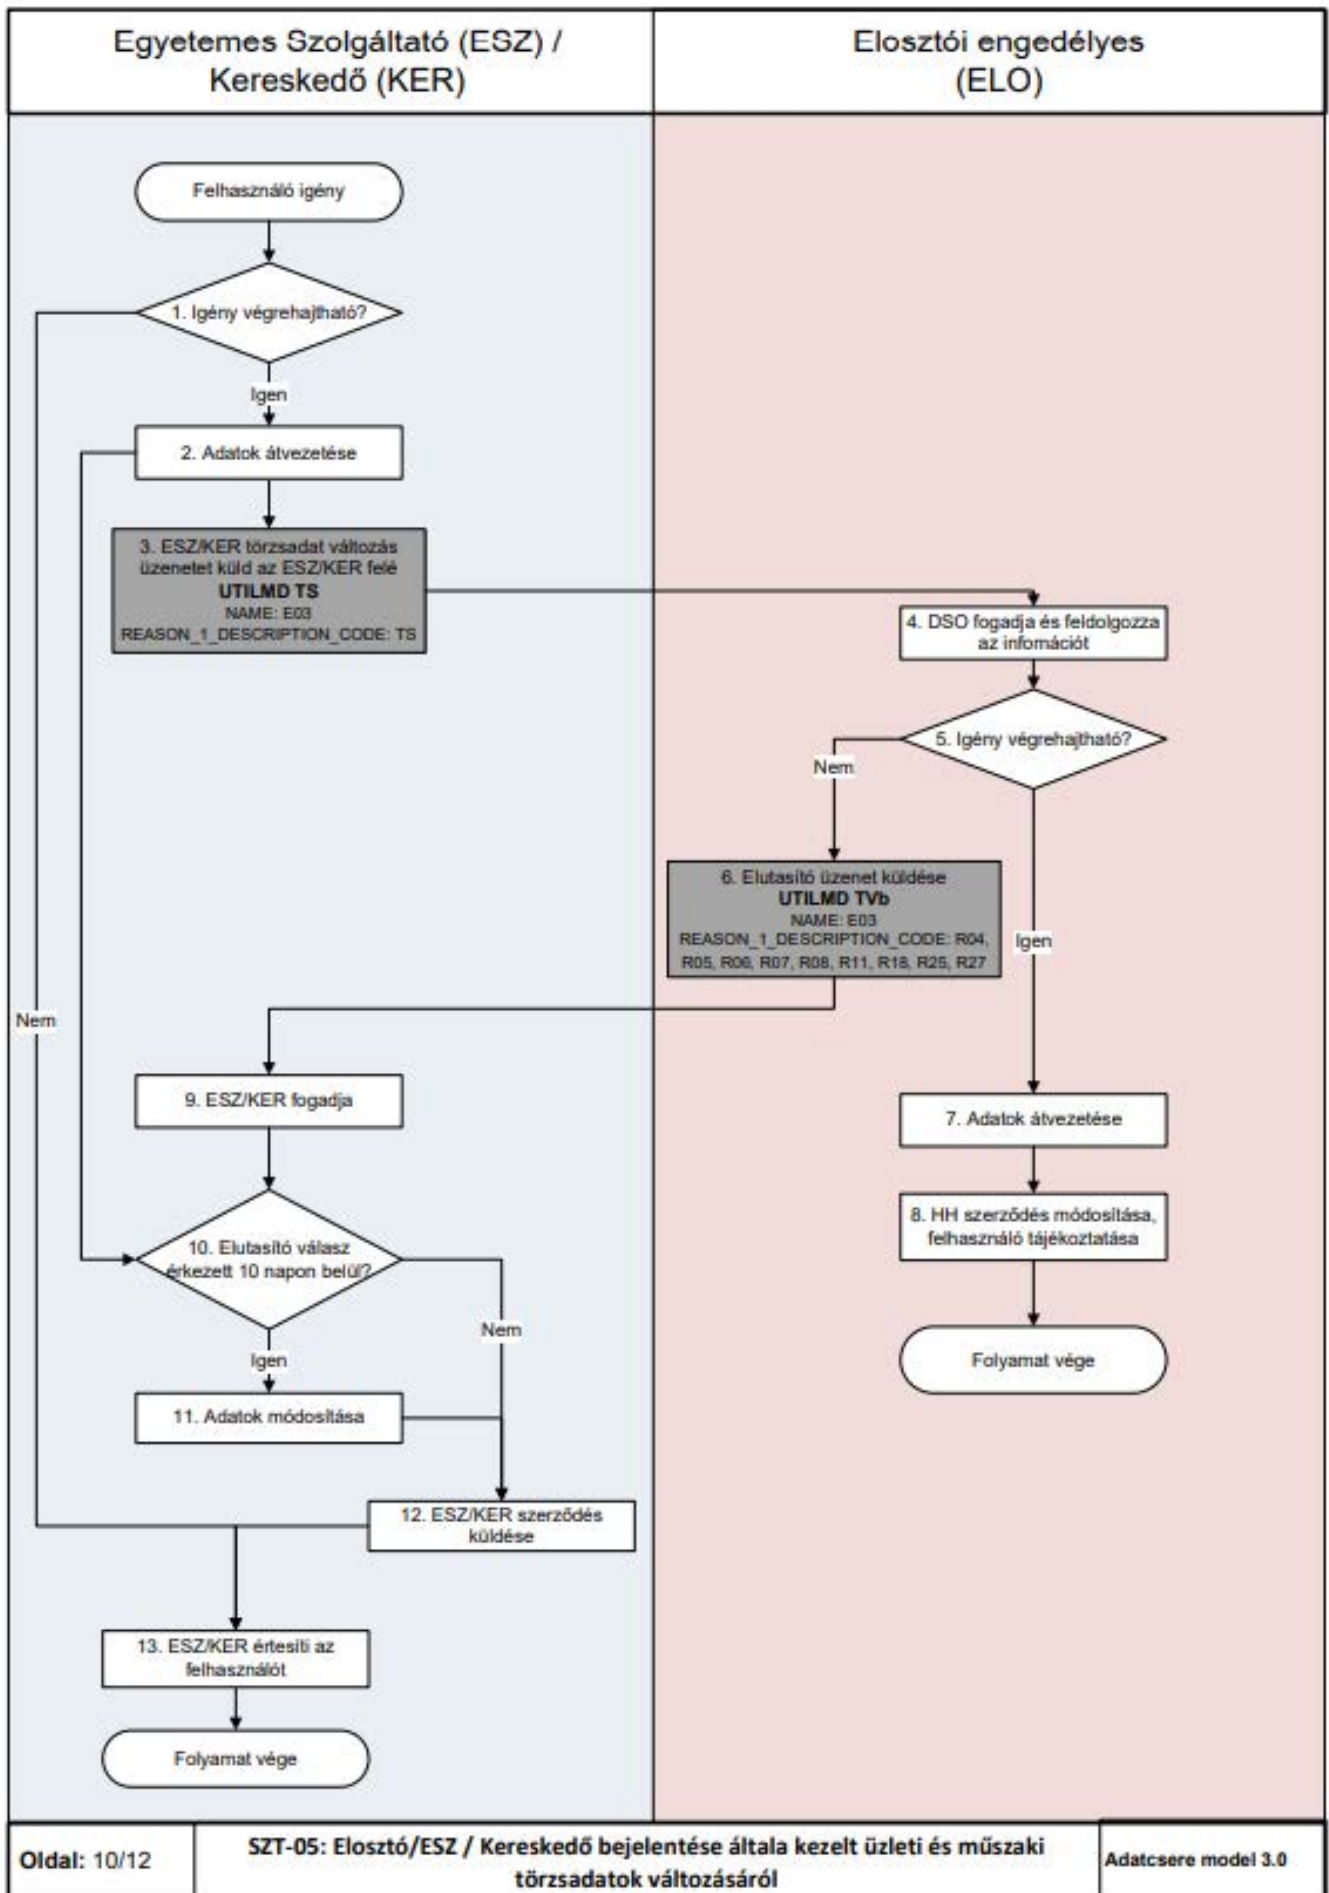 Egyetemes Szolgáltató (ESZ) /
Kereskedő (KER)
Elosztói engedélyes
(ELO)
Felhasználó igény
1. Igény végrehajtható?
Igen
2. Adatok átvezetése
3. ESZ/KER törzsadat változás
üzenetet küld az ESZ/KER felé
UTILMD TS
NAME: E03
REASON_1_DESCRIPTION_CODE: TS
4. DSO fogadja és feldolgozza
az infomációt
5. Igény végrehajtható?
Nem
6. Elutasító üzenet küldése
UTILMD TVb
NAME: E03
REASON_1_DESCRIPTION_CODE: R04,
R05, R06, R07, R08, R11, R18, R25, R27
Igen
Nem
9. ESZ/KER fogadja
7. Adatok átvezetése
8. HH szerződés módosítása,
felhasználó tájékoztatása
10. Elutasító válasz
érkezett 10 napon belül?
Nem
Igen
Folyamat vége
11. Adatok módosítása
12. ESZ/KER szerződés
küldése
13. ESZ/KER értesíti az
felhasználót
Folyamat vége
Oldal: 10/12
SZT-05: Elosztó/ESZ / Kereskedő bejelentése általa kezelt üzleti és műszaki
törzsadatok változásáról
Adatcsere model 3.0